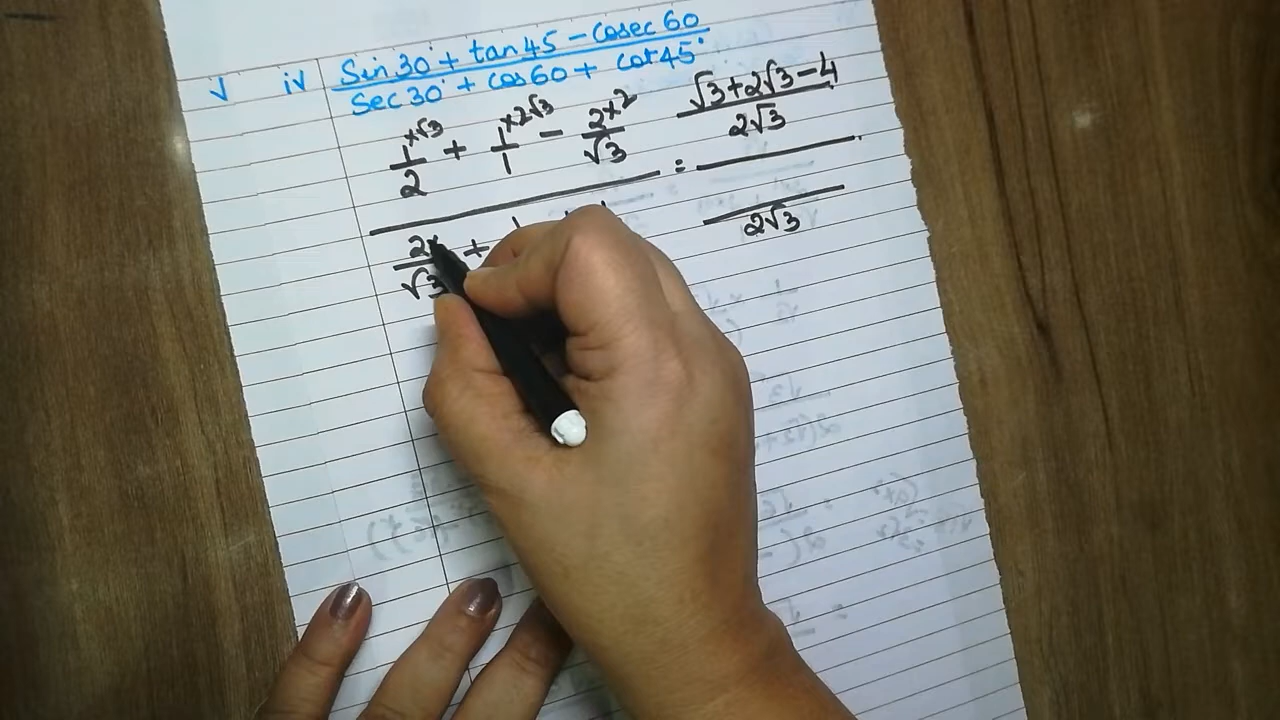 iv Sin 30° + tan 45 - cosec 60
Sec 30° + cos 60 + cot 45°
1×√3 + 1×2√3 - 2×2 = √3 + 2√3 - 4
2 1 √3 2√3
2× +
√3 2√3